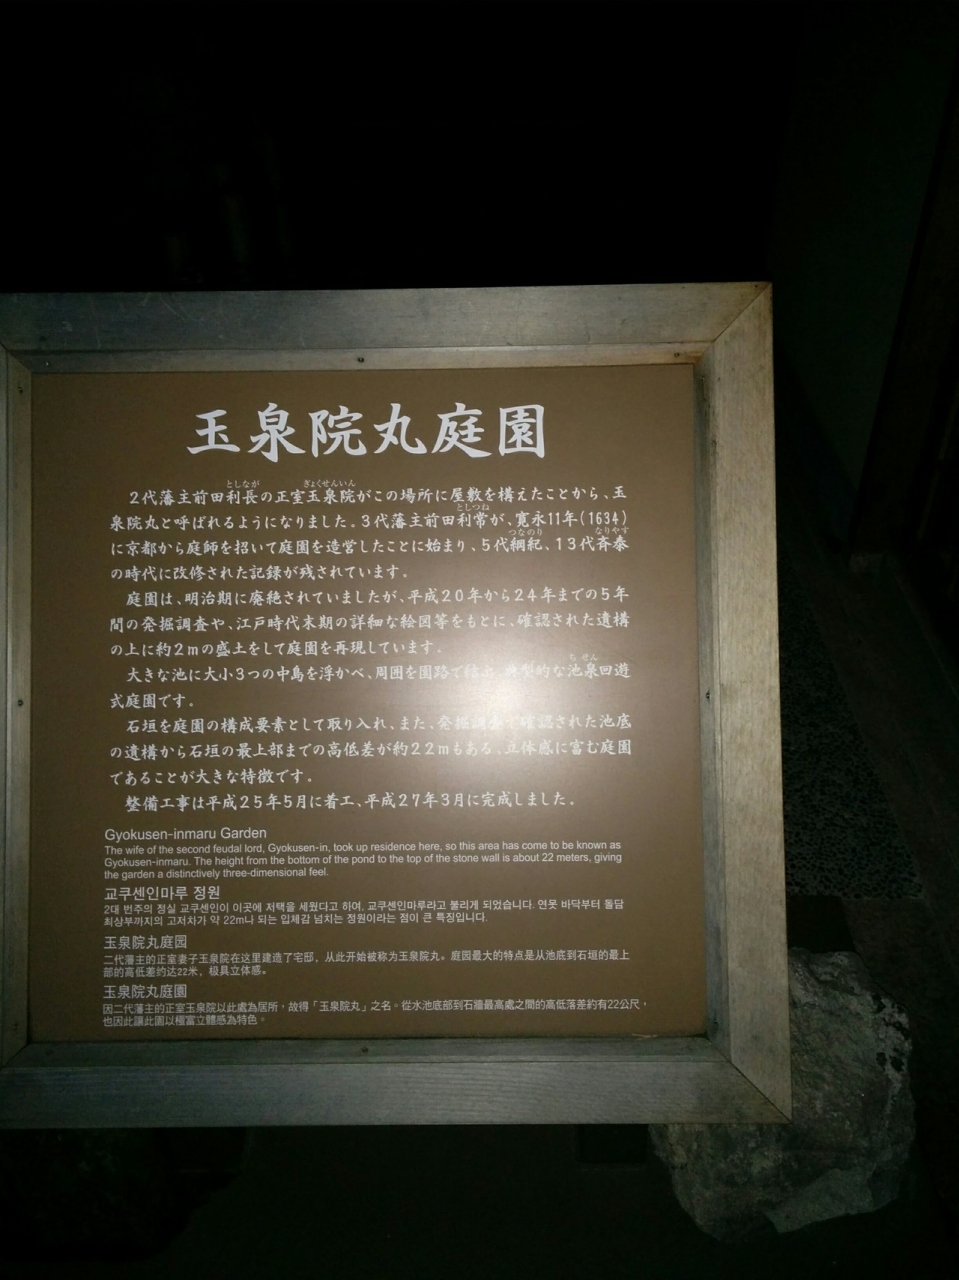 玉泉院丸庭園
としなが ぎょくせんいん
2代藩主前田利長の正室玉泉院がこの場所に屋敷を構えたことから、玉
としつね
泉院丸と呼ばれるようになりました。3代藩主前田利常が、寛永11年(1634)
つなのり なりやす
に京都から庭師を招いて庭園を造営したことに始まり、5代綱紀、13代斉泰
の時代に改修された記録が残されています。
庭園は、明治期に廃絶されていましたが、平成20年から24年までの5年
間の発掘調査や、江戸時代末期の詳細な絵図等をもとに、確認された遺構
の上に約2mの盛土をして庭園を再現しています。
ちせん
大きな池に大小3つの中島を浮かべ、周囲を園路で結ぶ、典型的な池泉回遊
式庭園です。
石垣を庭園の構成要素として取り入れ、また、発掘調査で確認された池底
の遺構から石垣の最上部までの高低差が約22mもある、立体感に富む庭園
であることが大きな特徴です。
整備工事は平成25年5月に着工、平成27年3月に完成しました。
Gyokusen-inmaru Garden
The wife of the second feudal lord, Gyokusen-in, took up residence here, so this area has come to be known as
Gyokusen-inmaru. The height from the bottom of the pond to the top of the stone wall is about 22 meters, giving
the garden a distinctively three-dimensional feel.
교쿠센인마루 정원
2대 번주의 정실 교쿠센인이 이곳에 저택을 세웠다고 하여, 교쿠센인마루라고 불리게 되었습니다. 연못 바닥부터 돌담
최상부까지의 고저차가 약 22m나 되는 입체감 넘치는 정원이라는 점이 큰 특징입니다.
玉泉院丸庭园
二代藩主的正室妻子玉泉院在这里建造了宅邸，从此开始被称为玉泉院丸。庭园最大的特点是从池底到石垣的最上
部的高低差约达22米，极具立体感。
玉泉院丸庭園
因二代藩主的正室玉泉院以此處為居所，故得「玉泉院丸」之名。從水池底部到石牆最高處之間的高低落差約有22公尺，
也因此讓此園以極富立體感為特色。